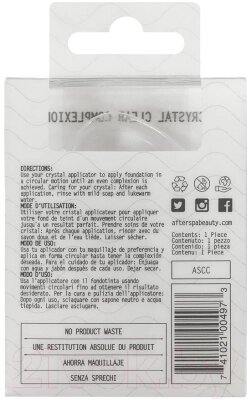 CRYSTAL CLEAR COMPLEXION
DIRECTIONS:
Use your crystal applicator to apply foundation in
a circular motion until an even complexion is
achieved. Caring for your crystal: After each
application, rinse with mild soap and lukewarm
water.
MODE D'UTILISATION:
Utiliser votre cristal applicateur pour appliquer
votre fond de teint d'un mouvement circulaire
jusqu'a un resultat parfait. Prendre soins de votre
cristal: Après chaque application, rincer avec du
savon doux et de l'eau tiède. Laisser sécher.
MODO DE USO:
Usa tu aplicador con tu maquillaje de preferencia y
aplica en forma circular hasta tener la complexión
deseada. Para el cuidado de tu aplicador: Enjuaga
con agua y jabón después de cada uso. Dejar secar.
MODO DE USO:
Usa l'applicatore con il fondotinta usando
movimenti circolari fino ad ottenere il risultato
desiderato. Per la cura e pulizia dell'applicatore:
Dopo ogni uso, sciaquare con sapone neutro e acqua
tiepida. Lasciare asciugare.
afterspabeauty.com
Contents: 1 Piece
Contenuto: 1 pezzo
Contenu: 1 pièce
Contenido: 1 pieza
ASCC
NO PRODUCT WASTE
UNE RESTITUTION ABSOLUE DU PRODUIT
AHORRA MAQUILLAJE
SENZA SPRECHI
7 41021 00497 3